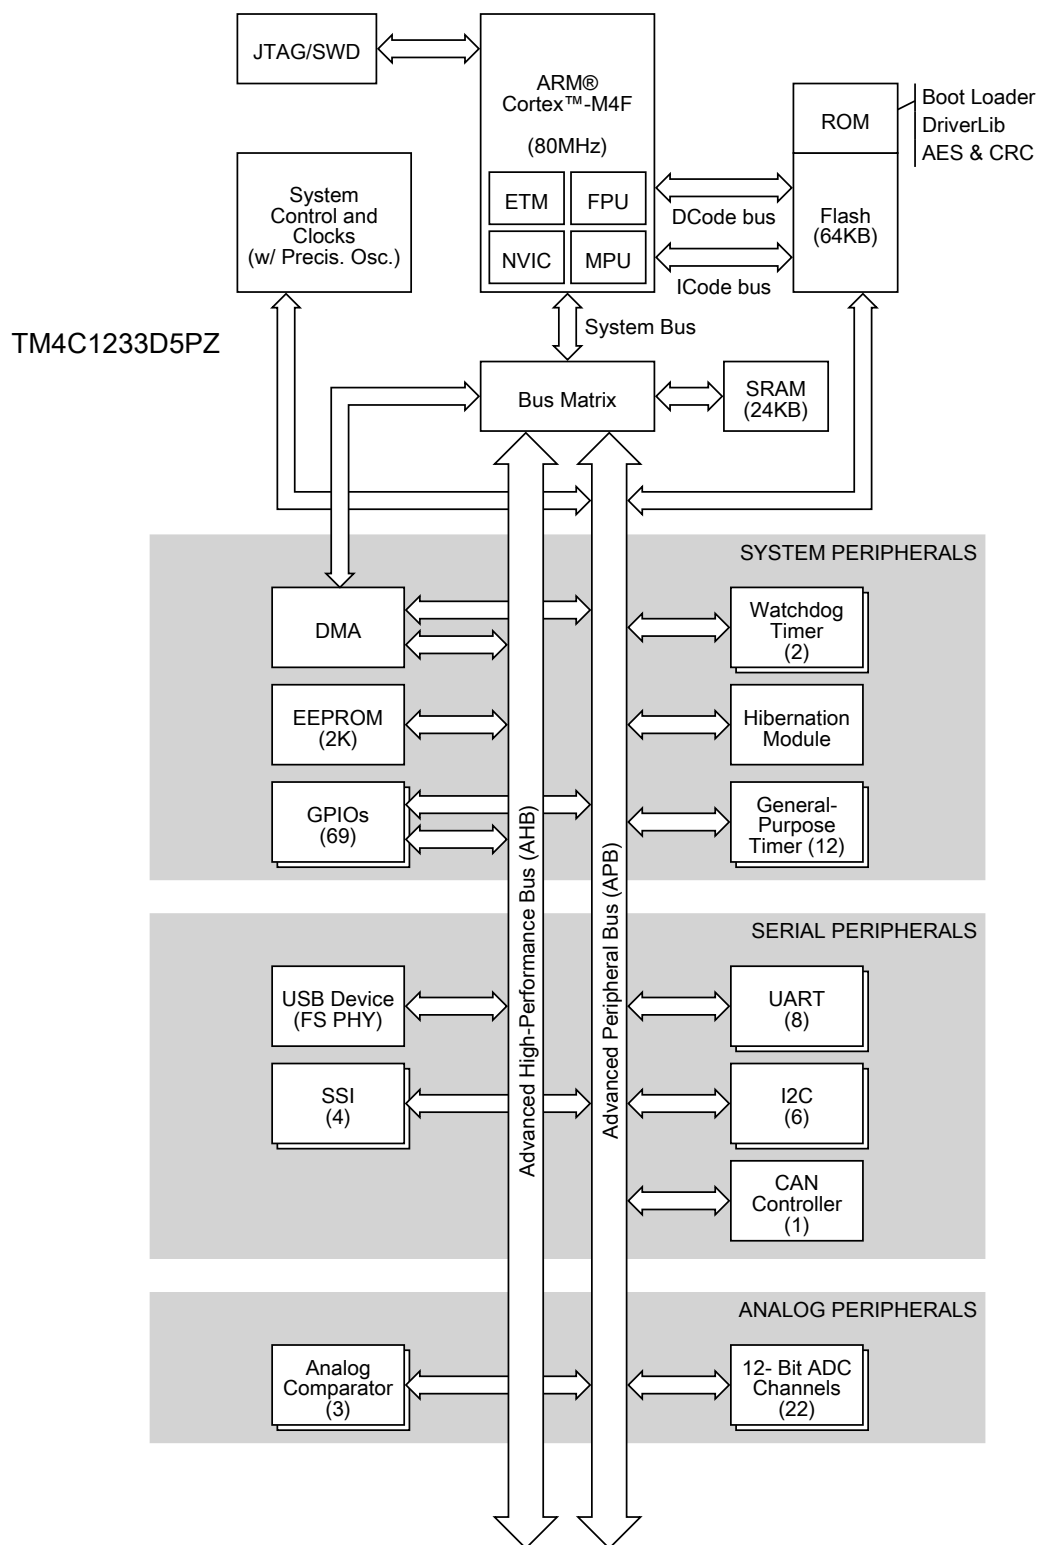 JTAG/SWD
ARM®
Cortex™-M4F
(80MHz)
ETM
FPU
NVIC
MPU
ROM
Boot Loader
DriverLib
AES & CRC
Flash
(64KB)
DCode bus
ICode bus
System
Control and
Clocks
(w/ Precis. Osc.)
TM4C1233D5PZ
System Bus
Bus Matrix
SRAM
(24KB)
SYSTEM PERIPHERALS
DMA
Watchdog
Timer
(2)
EEPROM
(2K)
Hibernation
Module
GPIOs
(69)
General-
Purpose
Timer (12)
Advanced High-Performance Bus (AHB)
Advanced Peripheral Bus (APB)
SERIAL PERIPHERALS
USB Device
(FS PHY)
UART
(8)
SSI
(4)
I2C
(6)
CAN
Controller
(1)
ANALOG PERIPHERALS
Analog
Comparator
(3)
12- Bit ADC
Channels
(22)